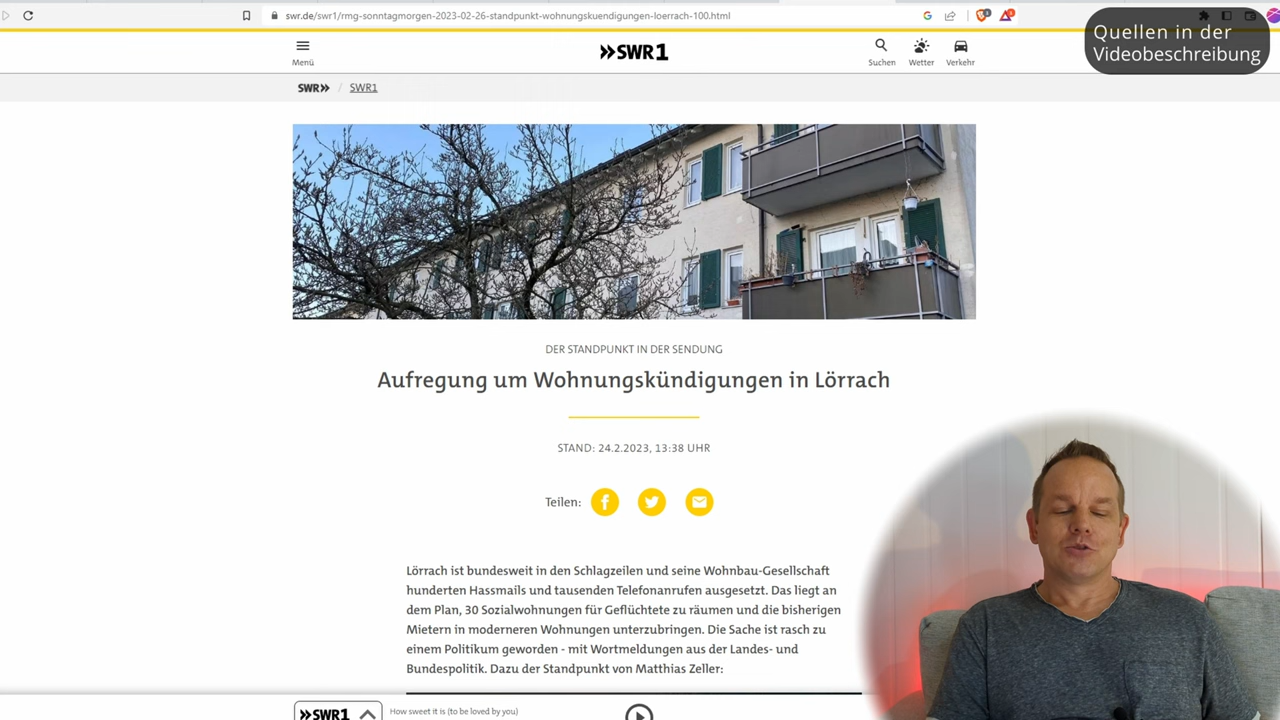 swr.de/swr1/rmg-sonntagmorgen-2023-02-26-standpunkt-wohnungskuendigungen-loerrach-100.html
Quellen in der
Videobeschreibung
Menü
SWR1
Suchen
Wetter
Verkehr
SWR / SWR1
DER STANDPUNKT IN DER SENDUNG
Aufregung um Wohnungskündigungen in Lörrach
STAND: 24.2.2023, 13:38 UHR
Teilen:
Lörrach ist bundesweit in den Schlagzeilen und seine Wohnbau-Gesellschaft
hunderten Hassmails und tausenden Telefonanrufen ausgesetzt. Das liegt an
dem Plan, 30 Sozialwohnungen für Geflüchtete zu räumen und die bisherigen
Mietern in moderneren Wohnungen unterzubringen. Die Sache ist rasch zu
einem Politikum geworden - mit Wortmeldungen aus der Landes- und
Bundespolitik. Dazu der Standpunkt von Matthias Zeller:
SWR1
How sweet it is (to be loved by you)